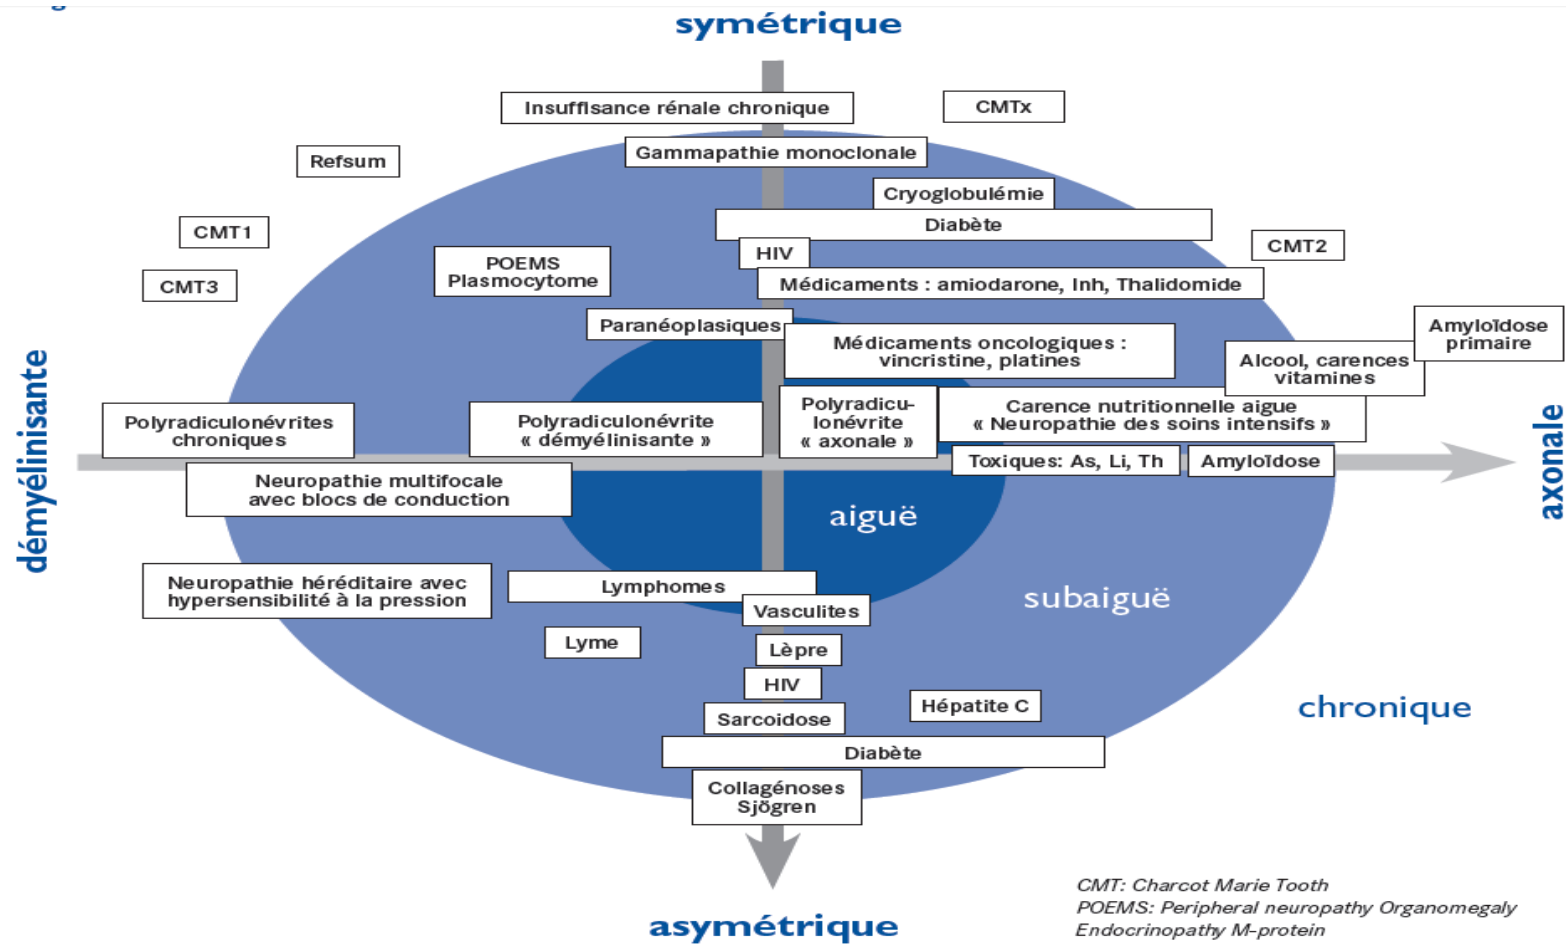 symétrique
Insuffisance rénale chronique
CMTx
Gammapathie monoclonale
Refsum
Cryoglobulémie
Diabète
CMT1
CMT2
HIV
POEMS
Plasmocytome
CMT3
Médicaments : amiodarone, Inh, Thalidomide
Paranéoplasiques
Médicaments oncologiques :
vincristine, platines
Amyloïdose
primaire
Alcool, carences
vitamines
démyélinisante
Polyradiculonévrites
chroniques
Polyradiculonévrite
« démyélinisante »
Polyradicu-
lonévrite
« axonale »
Carence nutritionnelle aigue
« Neuropathie des soins intensifs »
axonale
Toxiques: As, Li, Th
Amyloïdose
Neuropathie multifocale
avec blocs de conduction
aiguë
Neuropathie héréditaire avec
hypersensibilité à la pression
Lymphomes
subaiguë
Vasculites
Lyme
Lèpre
HIV
Hépatite C
chronique
Sarcoidose
Diabète
Collagénoses
Sjögren
asymétrique
CMT: Charcot Marie Tooth
POEMS: Peripheral neuropathy Organomegaly
Endocrinopathy M-protein